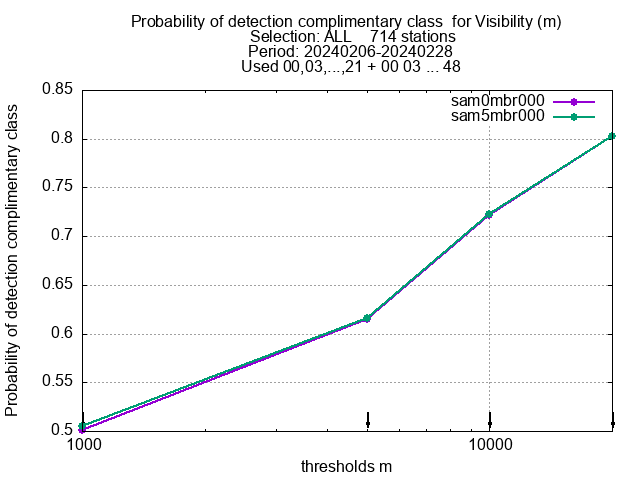 Probability of detection complimentary class  for Visibility (m)
Selection: ALL    714 stations
Period: 20240206-20240228
Used 00,03,...,21 + 00 03 ... 48
sam0mbr000
sam5mbr000
0.85
0.8
0.75
0.7
0.65
0.6
0.55
0.5
Probability of detection complimentary class
1000
10000
thresholds m